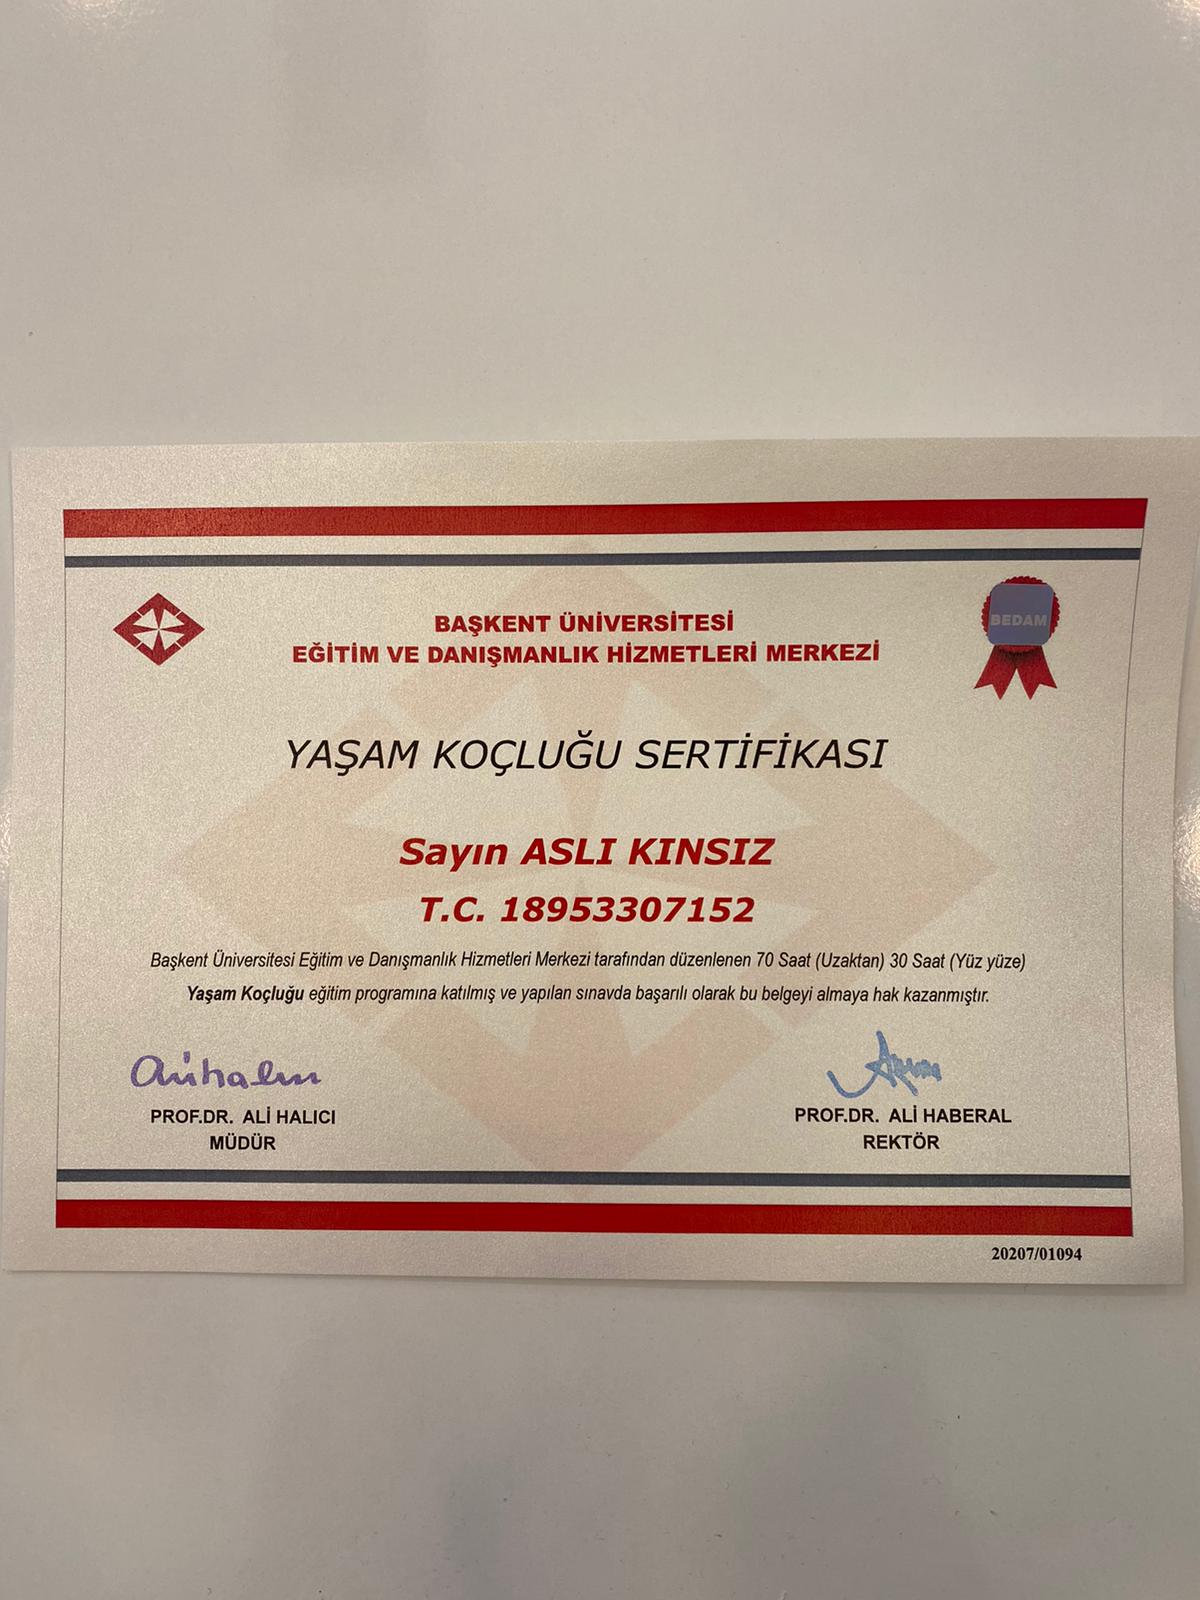 BAŞKENT ÜNİVERSİTESİ
EĞİTİM VE DANIŞMANLIK HİZMETLERİ MERKEZİ
BEDAM
YAŞAM KOÇLUĞU SERTİFİKASI
Sayın ASLI KINSIZ
T.C. 18953307152
Başkent Üniversitesi Eğitim ve Danışmanlık Hizmetleri Merkezi tarafından düzenlenen 70 Saat (Uzaktan) 30 Saat (Yüz yüze)
Yaşam Koçluğu eğitim programına katılmış ve yapılan sınavda başarılı olarak bu belgeyi almaya hak kazanmıştır.
PROF.DR. ALİ HALICI
MÜDÜR
PROF.DR. ALİ HABERAL
REKTÖR
20207/01094